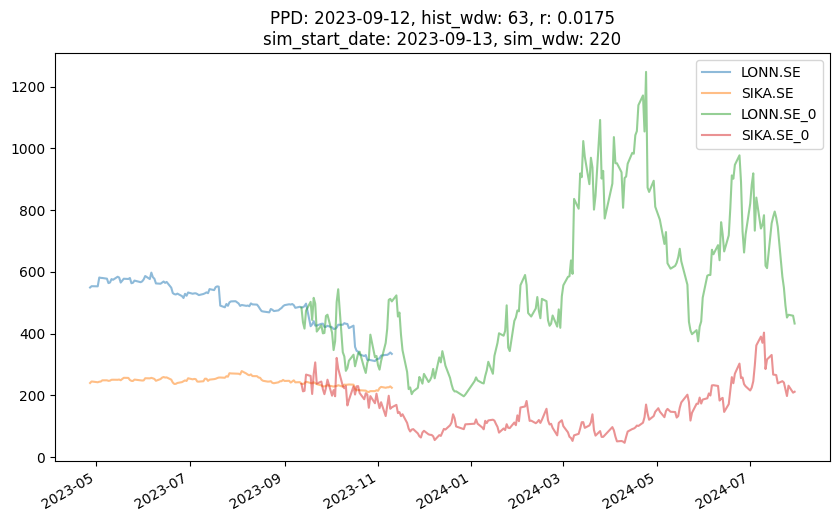 PPD: 2023-09-12, hist_wdw: 63, r: 0.0175
sim_start_date: 2023-09-13, sim_wdw: 220
LONN.SE
SIKA.SE
LONN.SE_0
SIKA.SE_0
1200
1000
800
600
400
200
0
2023-05
2023-07
2023-09
2023-11
2024-01
2024-03
2024-05
2024-07